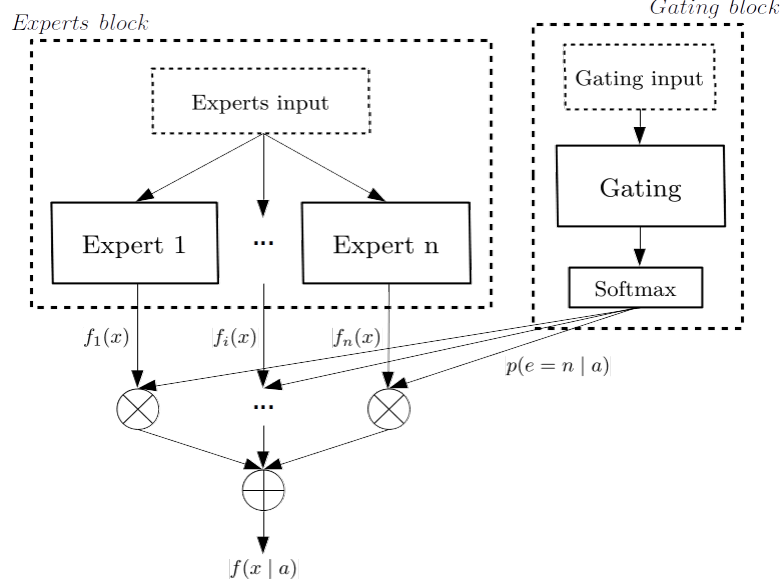 Experts block
Gating block
Experts input
Gating input
Gating
Expert 1
...
Expert n
Softmax
f₁(x)
fᵢ(x)
fₙ(x)
p(e = n | a)
...
f(x | a)